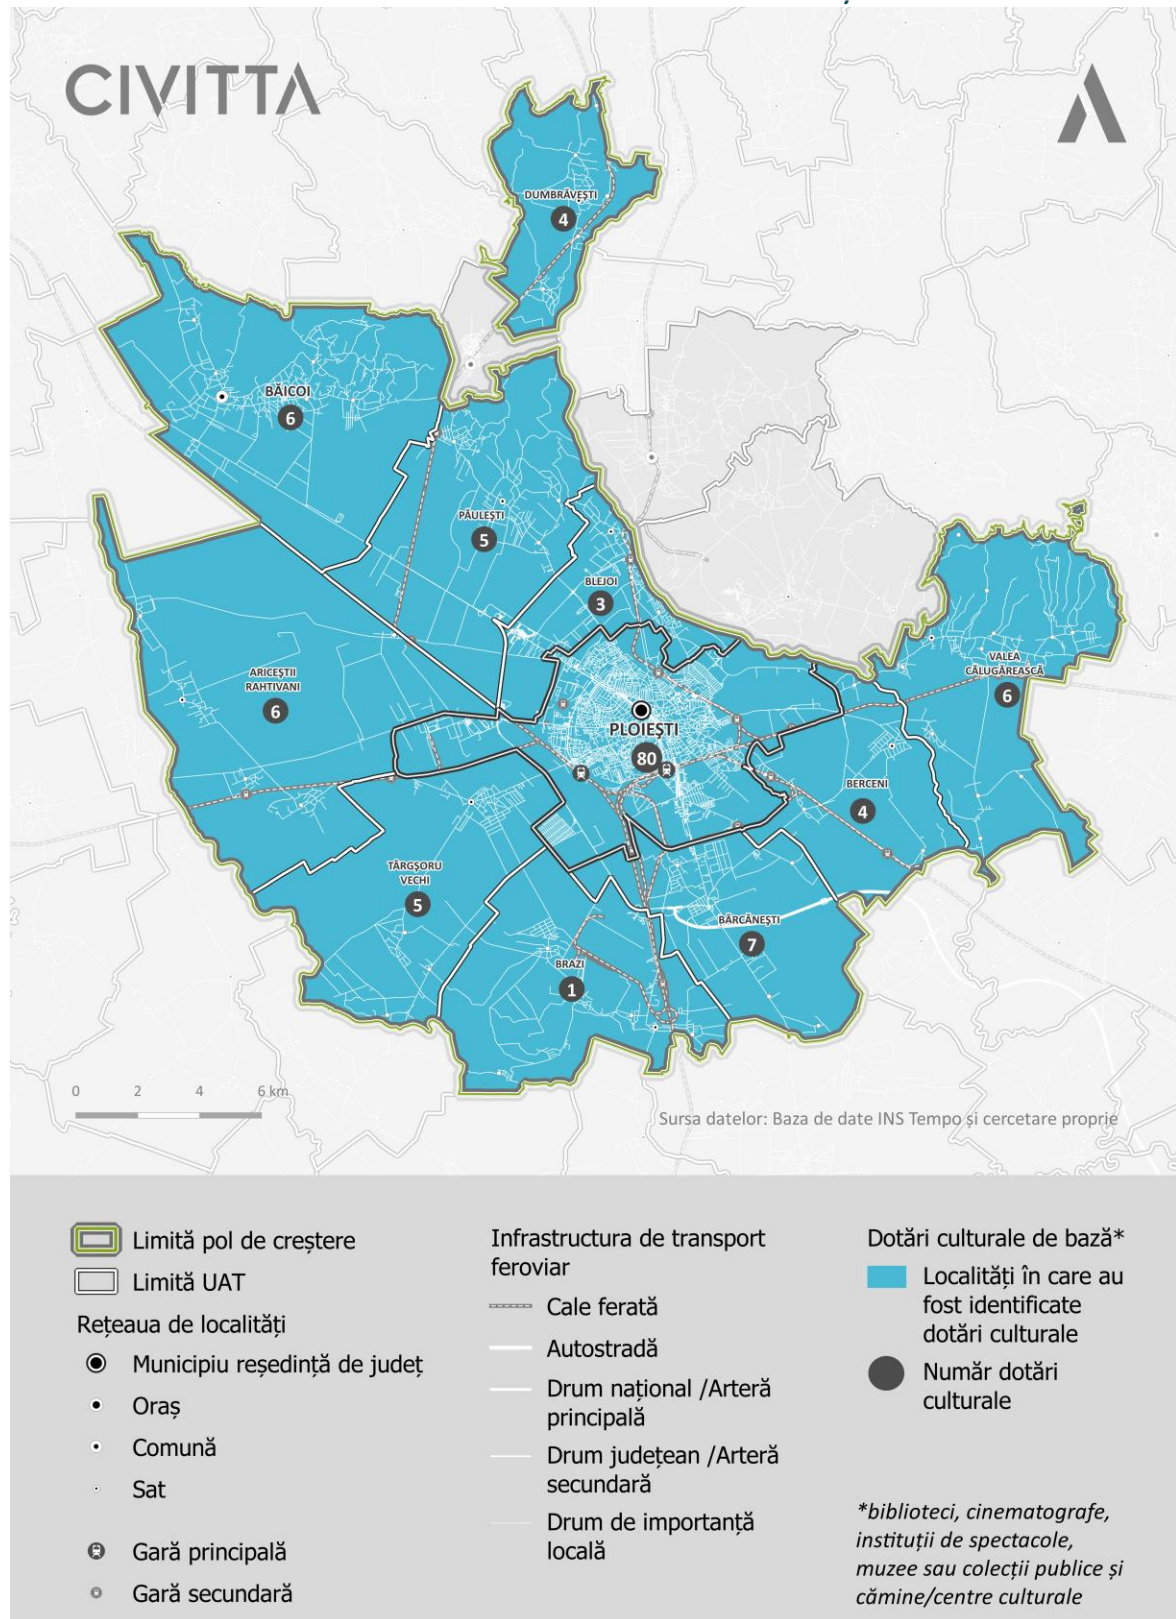 CIVITTA
DUMBRĂVEȘTI
4
BĂICOI
6
PĂULEȘTI
5
BLEJOI
3
ARICEȘTII
RAHTIVANI
6
VALEA
CĂLUGĂREASCĂ
6
PLOIEȘTI
80
BERCENI
4
TÂRGȘORU
VECHI
5
BĂRCĂNEȘTI
7
BRAZI
1
0 2 4 6 km
Sursa datelor: Baza de date INS Tempo și cercetare proprie
Limită pol de creștere
Limită UAT
Rețeaua de localități
Municipiu reședință de județ
Oraș
Comună
Sat
Gară principală
Gară secundară
Infrastructura de transport
feroviar
Cale ferată
Autostradă
Drum național /Arteră
principală
Drum județean /Arteră
secundară
Drum de importanță
locală
Dotări culturale de bază*
Localități în care au
fost identificate
dotări culturale
Număr dotări
culturale
*biblioteci, cinematografe,
instituții de spectacole,
muzee sau colecții publice și
cămine/centre culturale